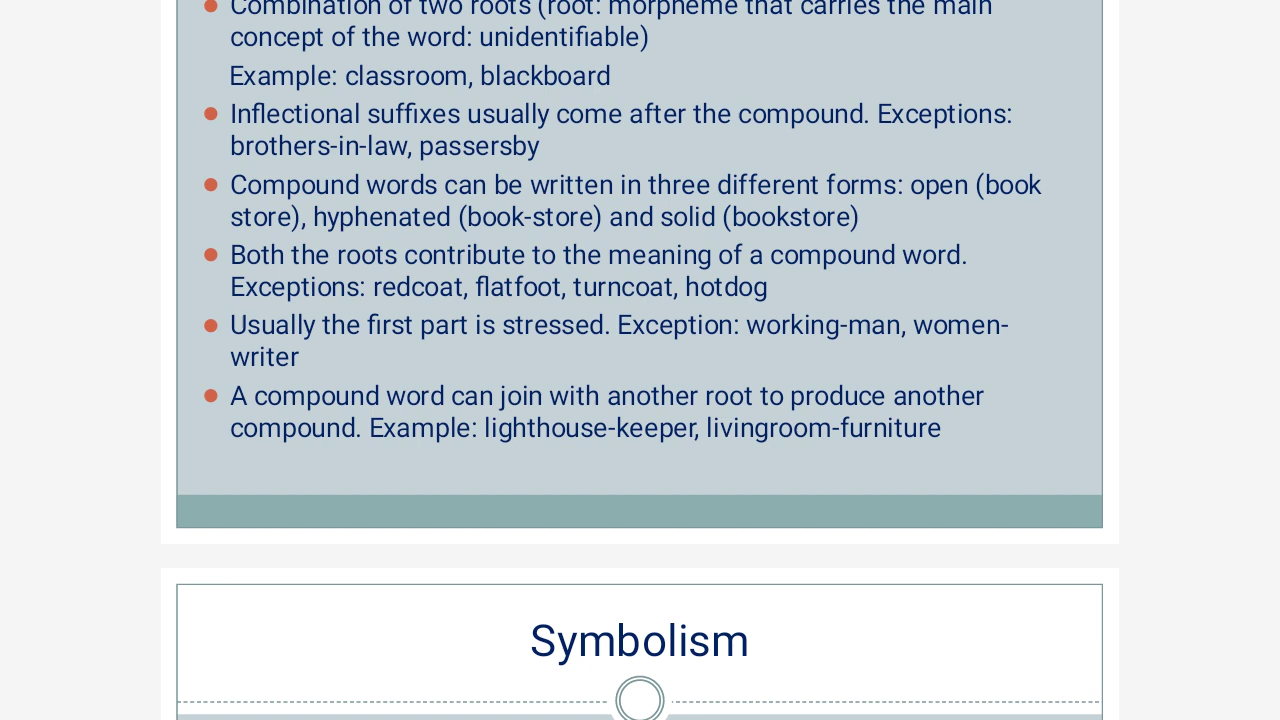 Combination of two roots (root: morpheme that carries the main
concept of the word: unidentifiable)
Example: classroom, blackboard
Inflectional suffixes usually come after the compound. Exceptions:
brothers-in-law, passersby
Compound words can be written in three different forms: open (book
store), hyphenated (book-store) and solid (bookstore)
Both the roots contribute to the meaning of a compound word.
Exceptions: redcoat, flatfoot, turncoat, hotdog
Usually the first part is stressed. Exception: working-man, women-
writer
A compound word can join with another root to produce another
compound. Example: lighthouse-keeper, livingroom-furniture
Symbolism